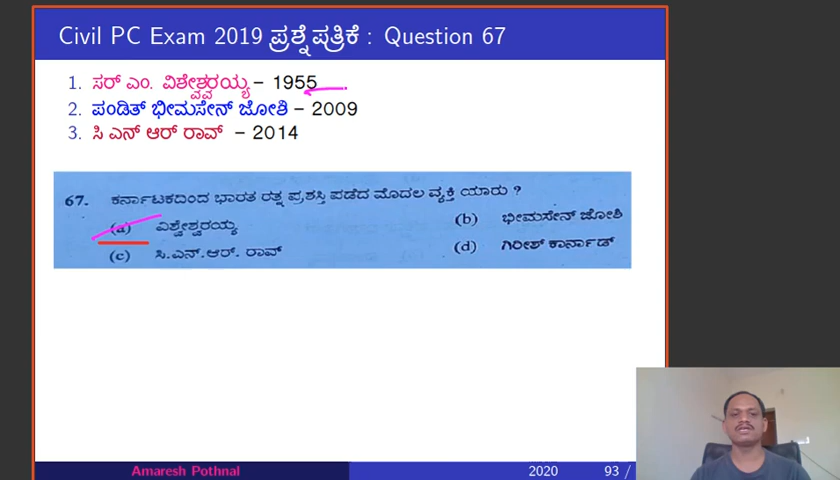 Civil PC Exam 2019 ಪ್ರಶ್ನೆ ಪತ್ರಿಕೆ : Question 67
1. ಸರ್ ಎಂ. ವಿಶ್ವೇಶ್ವರಯ್ಯ – 1955
2. ಪಂಡಿತ್ ಭೀಮಸೇನ್ ಜೋಶಿ – 2009
3. ಸಿ ಎನ್ ಆರ್ ರಾವ್ – 2014
67. ಕರ್ನಾಟಕದಿಂದ ಭಾರತ ರತ್ನ ಪ್ರಶಸ್ತಿ ಪಡೆದ ಮೊದಲ ವ್ಯಕ್ತಿ ಯಾರು ?
(a) ವಿಶ್ವೇಶ್ವರಯ್ಯ (b) ಭೀಮಸೇನ್ ಜೋಶಿ
(c) ಸಿ.ಎನ್.ಆರ್. ರಾವ್ (d) ಗಿರೀಶ್ ಕಾರ್ನಾಡ್
Amaresh Pothnal 2020 93 /